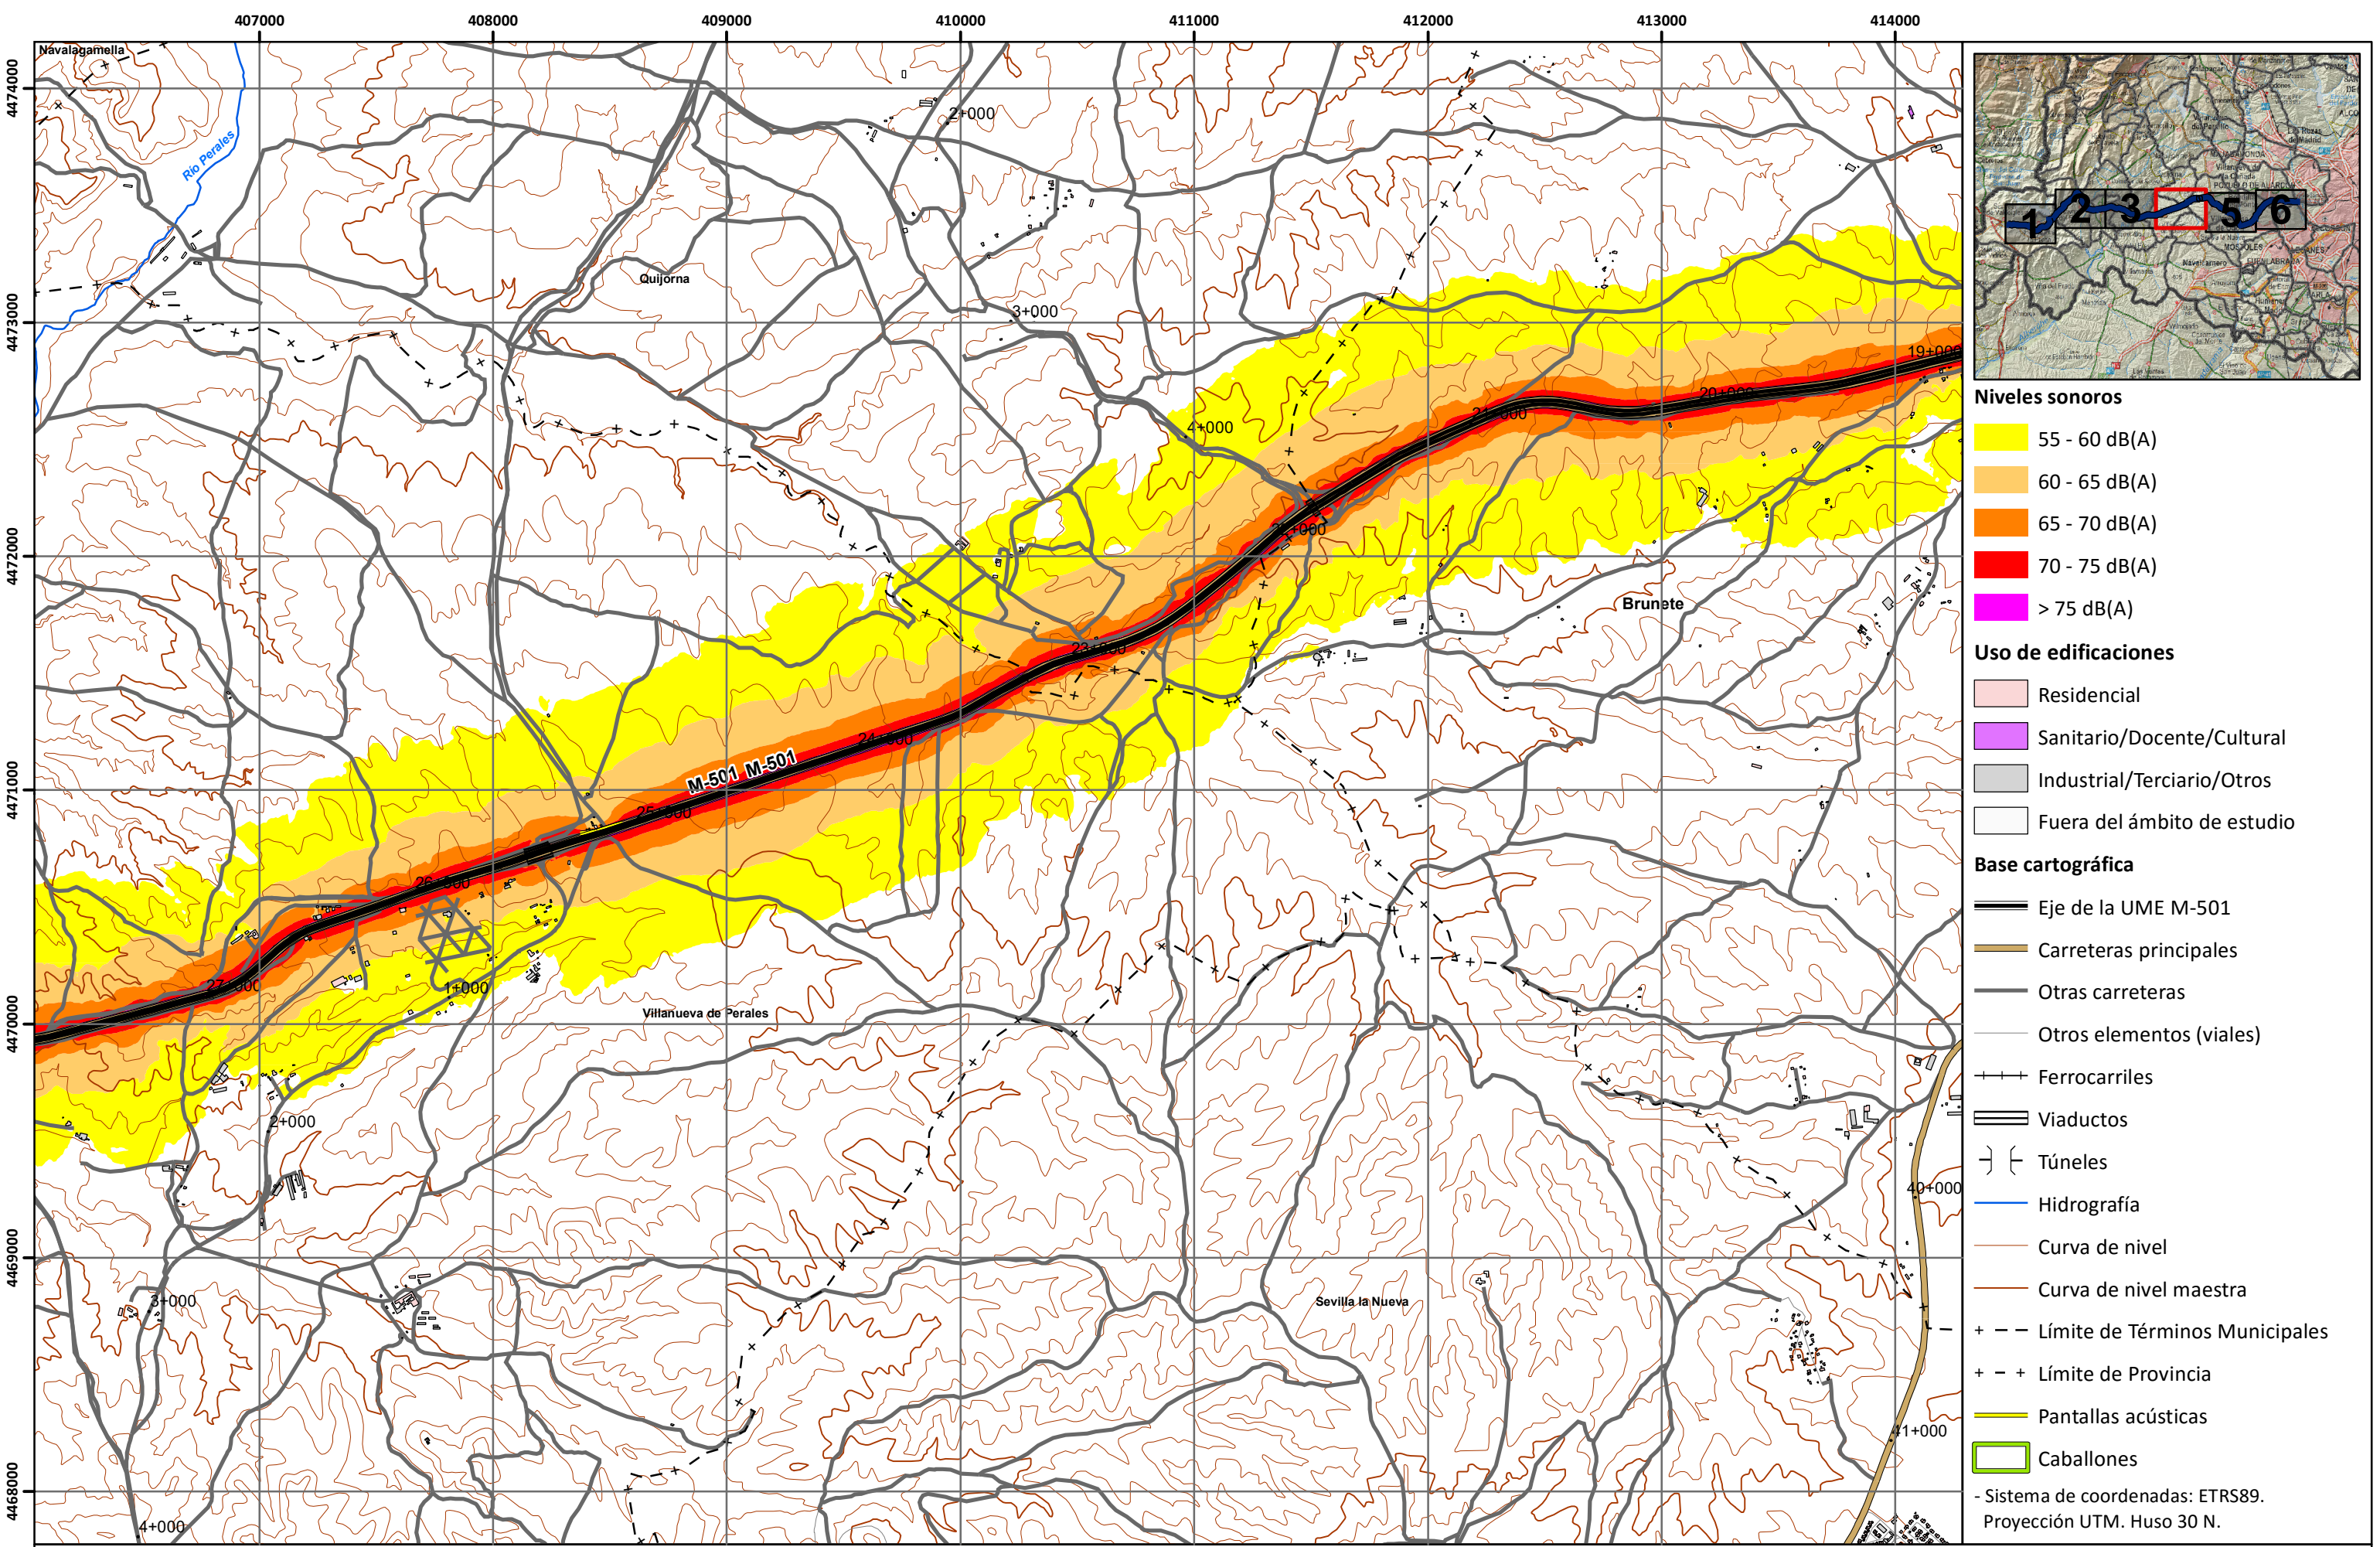 407000
408000
409000
410000
411000
412000
413000
414000
4474000
4473000
4472000
4471000
4470000
4469000
4468000
Navalagamella
Río Perales
2+000
Quijorna
3+000
4+000
19+000
20+000
21+000
22+000
Brunete
23+000
24+000
M-501 M-501
25+000
26+000
27+000
1+000
Villanueva de Perales
2+000
3+000
4+000
Sevilla la Nueva
40+000
41+000
1
2
3
5
6
MOSTOLES
Navalcarnero
Niveles sonoros
55 - 60 dB(A)
60 - 65 dB(A)
65 - 70 dB(A)
70 - 75 dB(A)
> 75 dB(A)
Uso de edificaciones
Residencial
Sanitario/Docente/Cultural
Industrial/Terciario/Otros
Fuera del ámbito de estudio
Base cartográfica
Eje de la UME M-501
Carreteras principales
Otras carreteras
Otros elementos (viales)
Ferrocarriles
Viaductos
Túneles
Hidrografía
Curva de nivel
Curva de nivel maestra
Límite de Términos Municipales
Límite de Provincia
Pantallas acústicas
Caballones
- Sistema de coordenadas: ETRS89.
Proyección UTM. Huso 30 N.